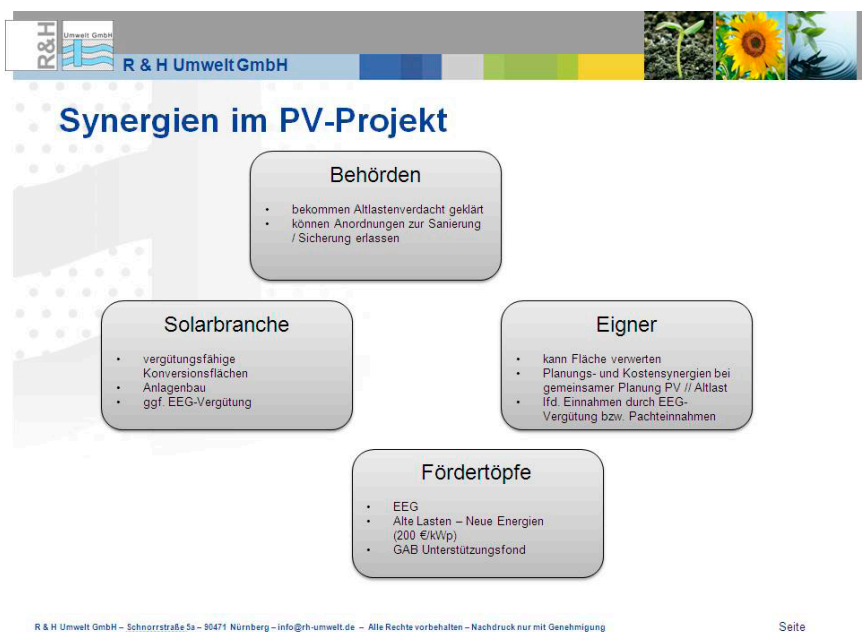 R&H
Umwelt GmbH
R & H Umwelt GmbH
Synergien im PV-Projekt
Behörden
• bekommen Altlastenverdacht geklärt
• können Anordnungen zur Sanierung
/ Sicherung erlassen
Solarbranche
• vergütungsfähige
Konversionsflächen
• Anlagenbau
• ggf. EEG-Vergütung
Eigner
• kann Fläche verwerten
• Planungs- und Kostensynergien bei
gemeinsamer Planung PV // Altlast
• lfd. Einnahmen durch EEG-
Vergütung bzw. Pachteinnahmen
Fördertöpfe
• EEG
• Alte Lasten – Neue Energien
(200 €/kWp)
• GAB Unterstützungsfond
R & H Umwelt GmbH – Schnorrstraße 5a – 90471 Nürnberg – info@rh-umwelt.de – Alle Rechte vorbehalten – Nachdruck nur mit Genehmigung
Seite